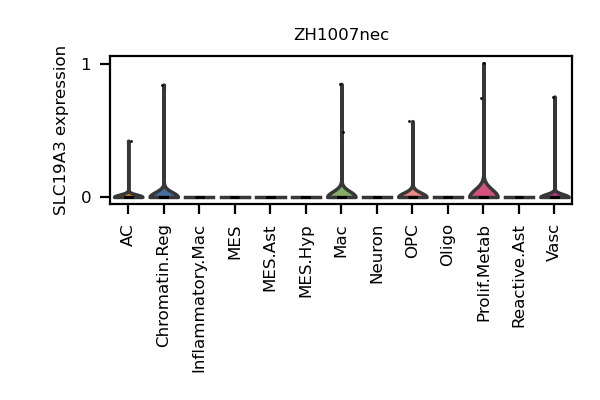 ZH1007nec
SLC19A3 expression
1
0
AC
Chromatin.Reg
Inflammatory.Mac
MES
MES.Ast
MES.Hyp
Mac
Neuron
OPC
Oligo
Prolif.Metab
Reactive.Ast
Vasc